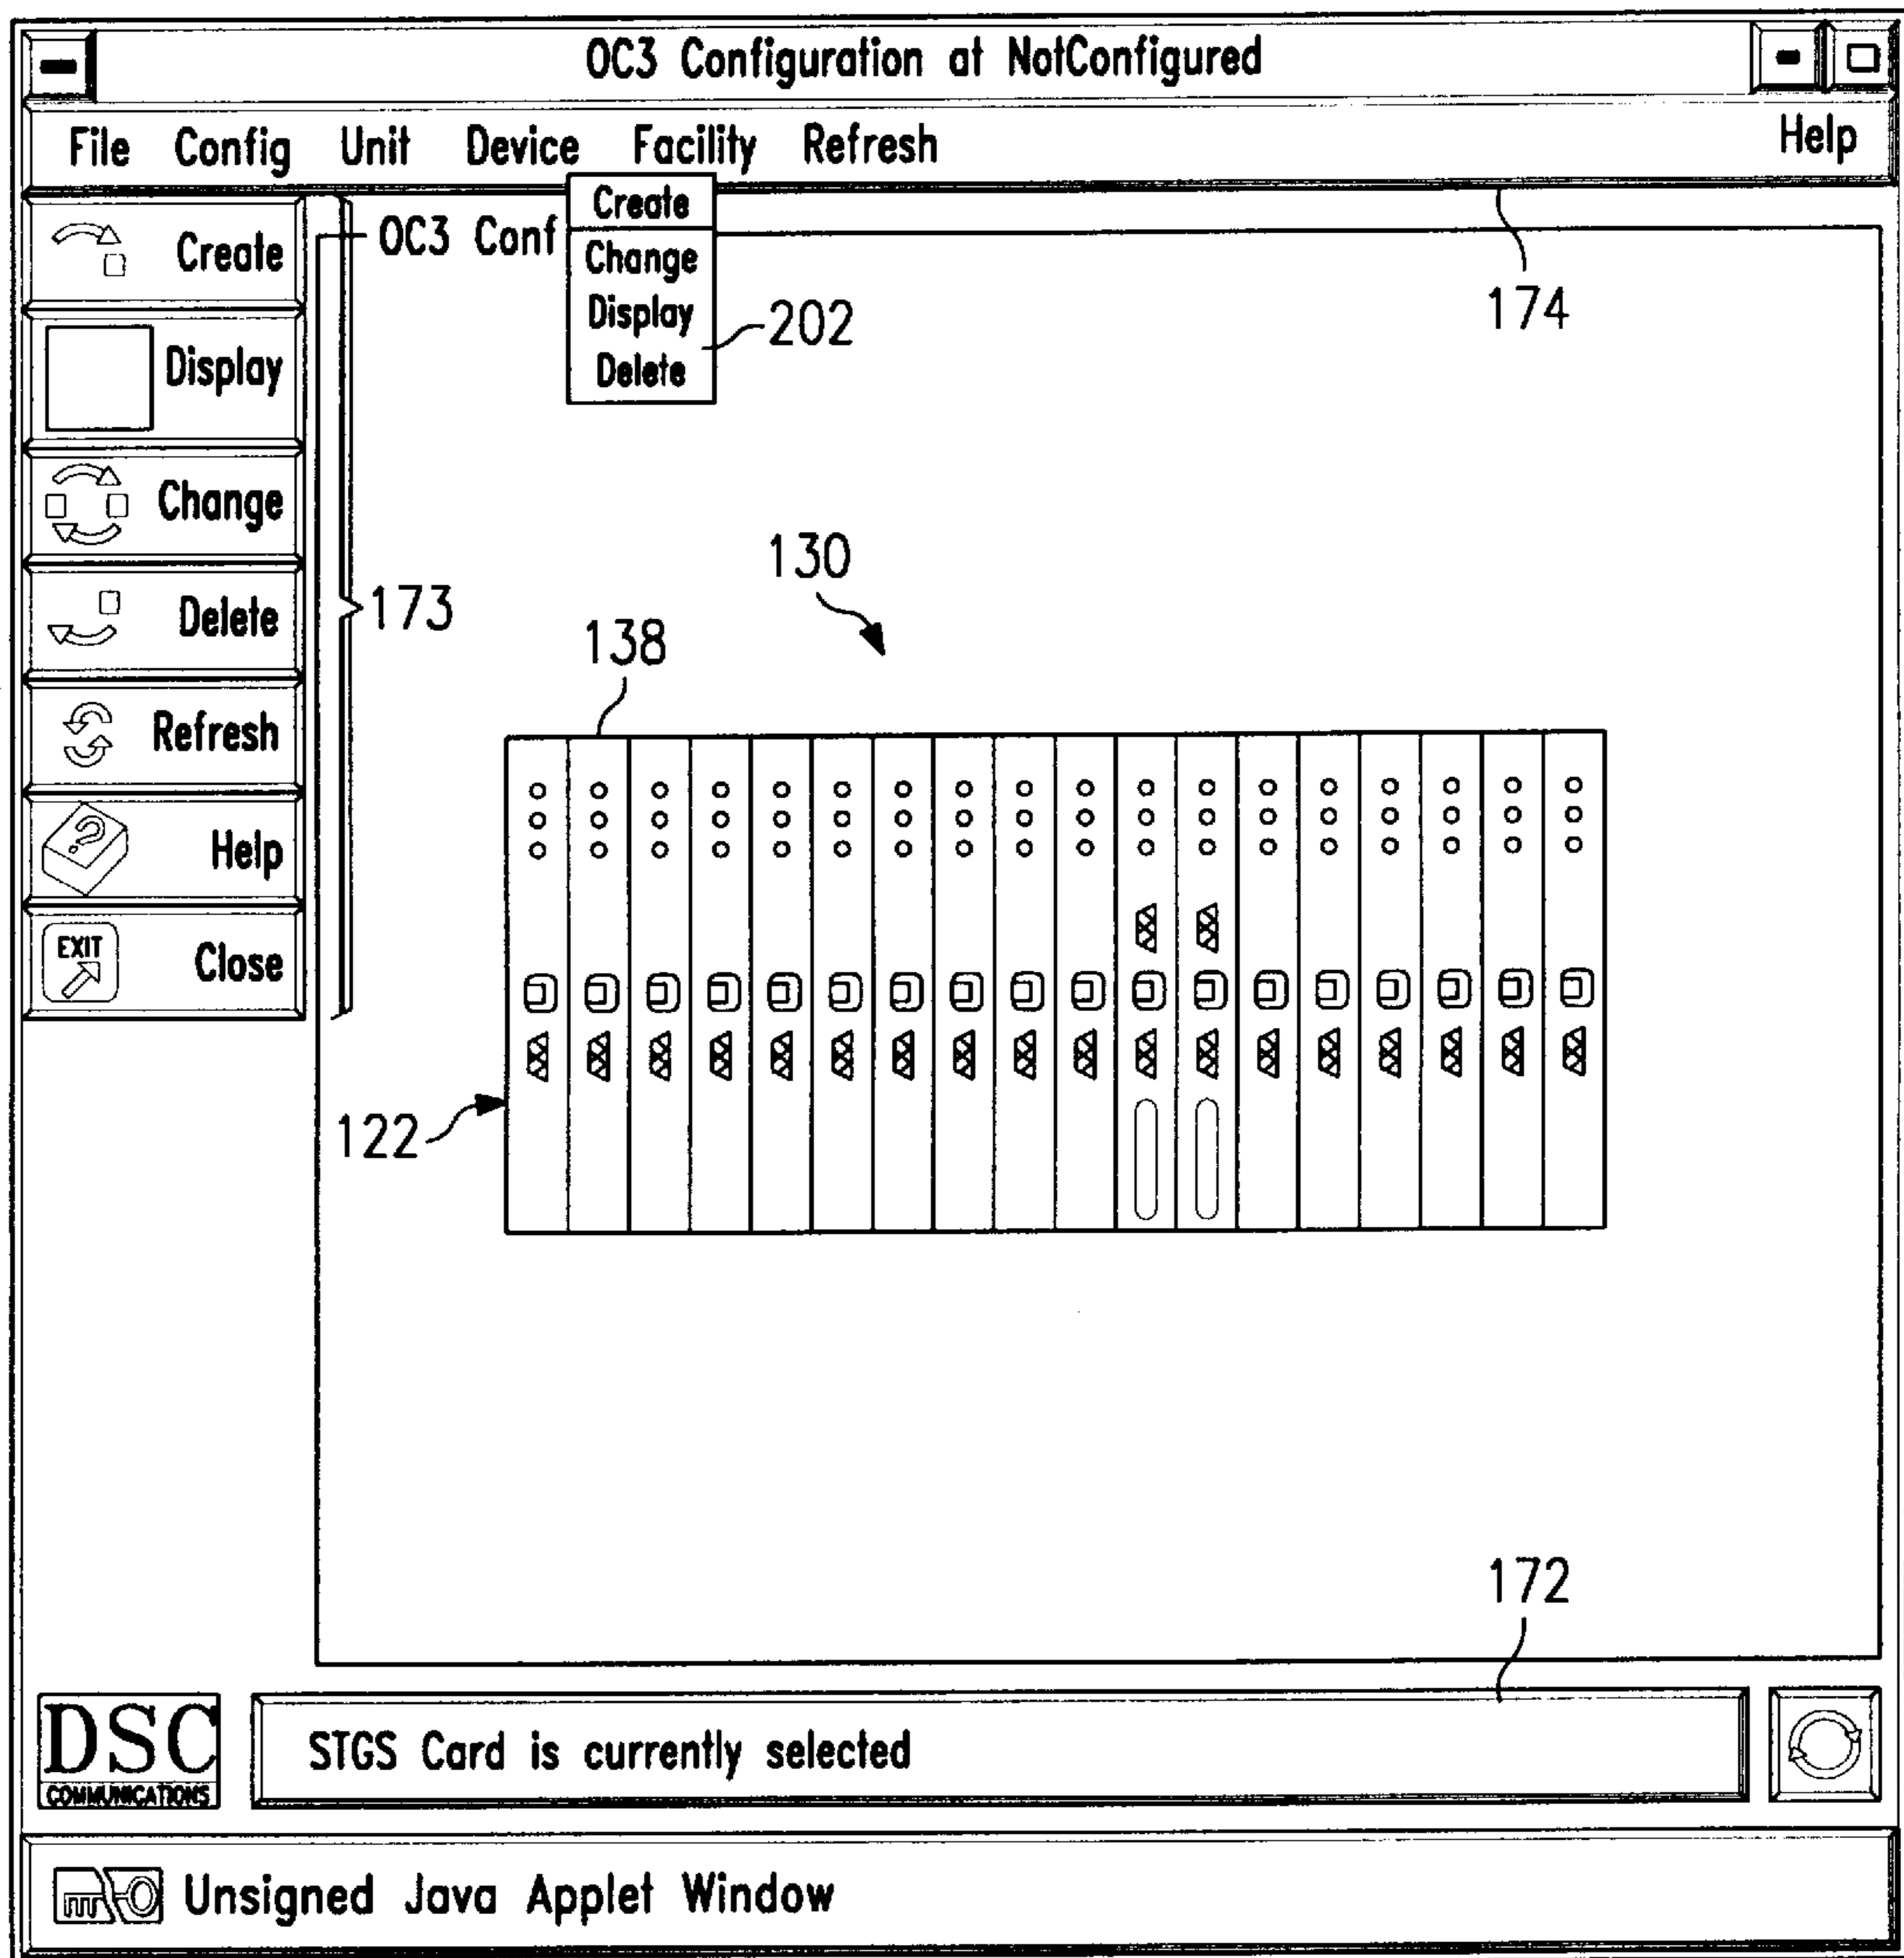 OC3 Configuration at NotConfigured
File Config Unit Device Facility Refresh Help
Create
OC3 Conf
Create
Change
Display
Delete
202
174
Display
Change
Delete
Refresh
Help
EXIT
Close
173
130
138
122
172
DSC
COMMUNICATIONS
STGS Card is currently selected
Unsigned Java Applet Window